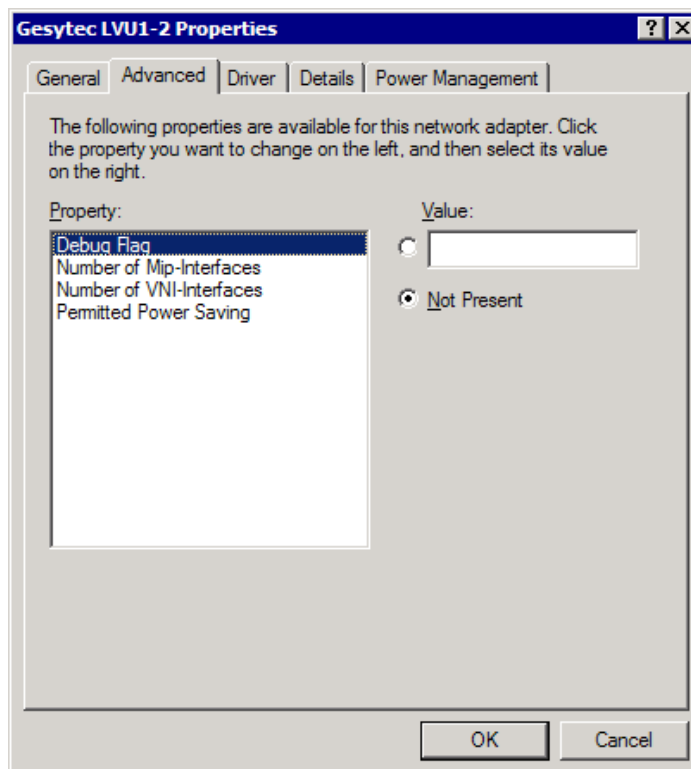 Gesytec LVU1-2 Properties
General Advanced Driver Details Power Management
The following properties are available for this network adapter. Click
the property you want to change on the left, and then select its value
on the right.
Property: Value:
Debug Flag
Number of Mip-Interfaces
Number of VNI-Interfaces
Permitted Power Saving
Not Present
OK Cancel